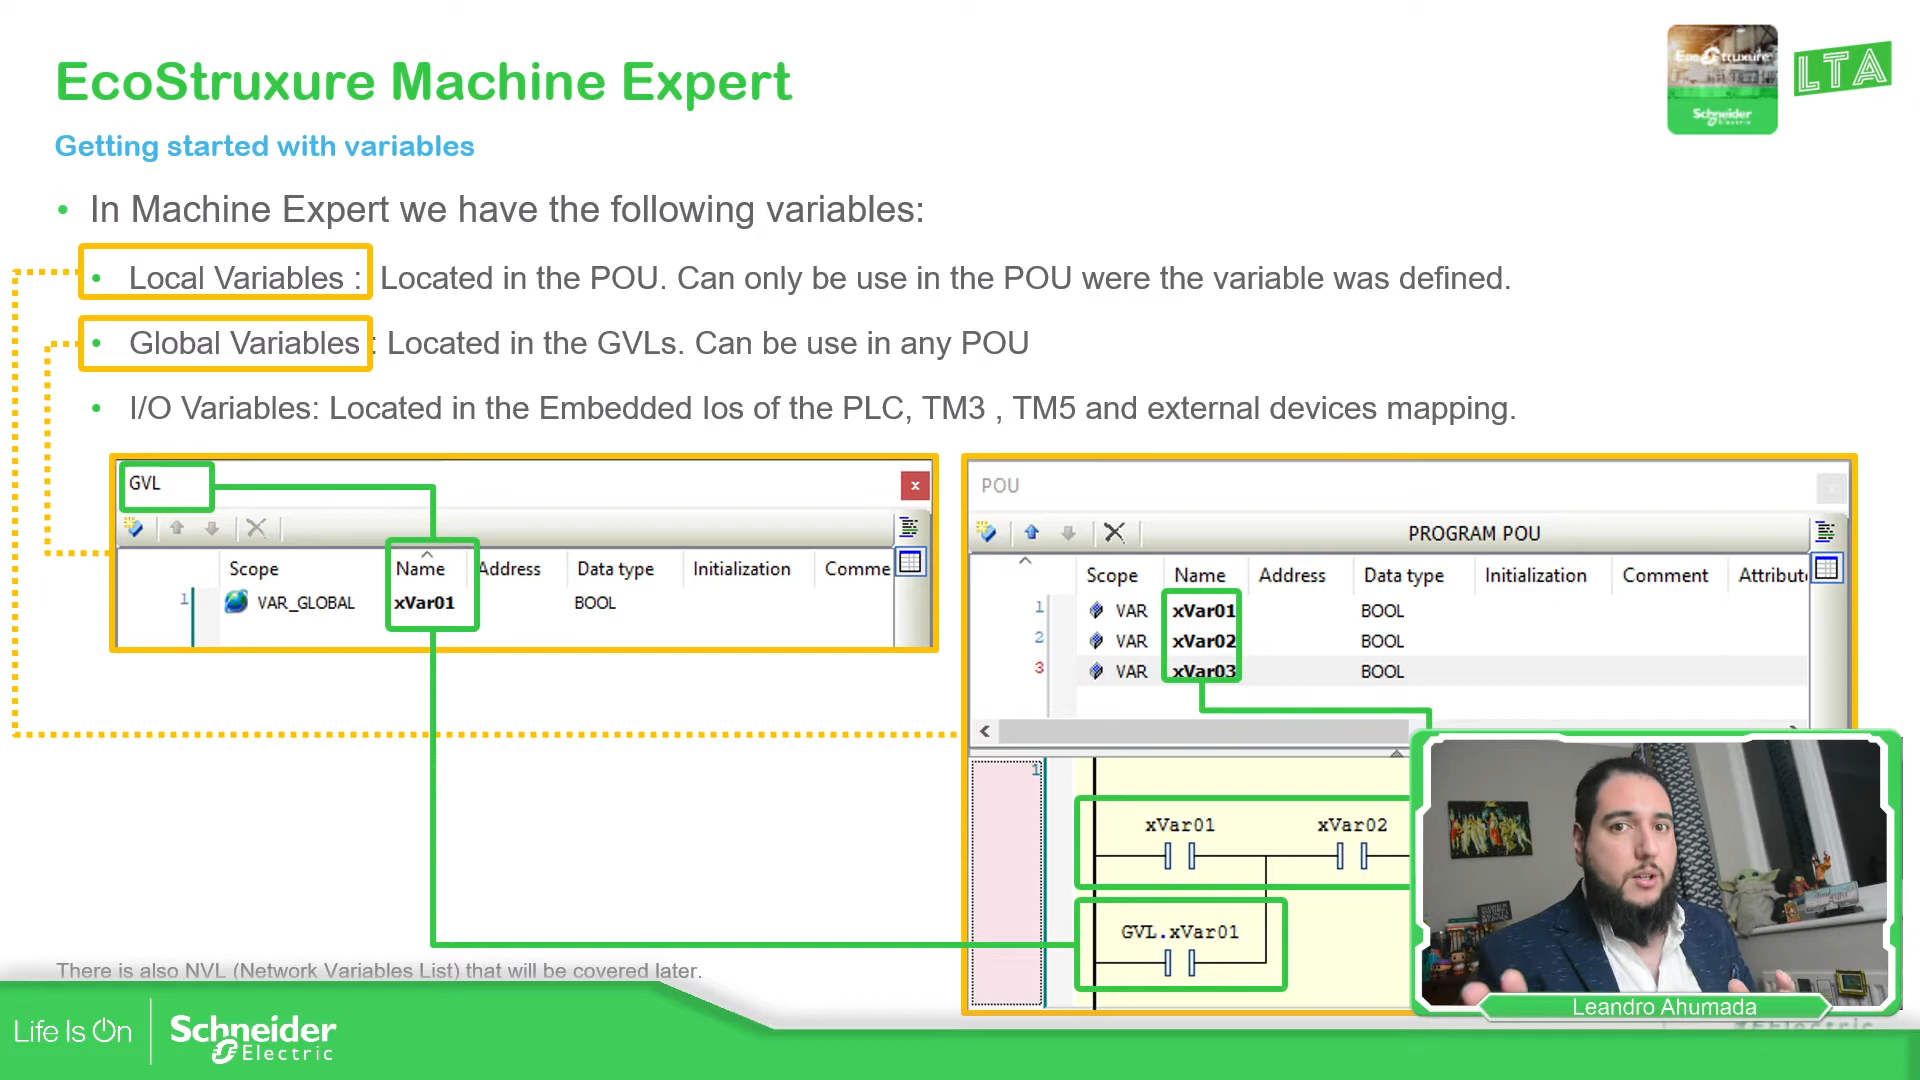 EcoStruxure Machine Expert
EcoStruxure
Schneider
Electric
LTA
Getting started with variables
• In Machine Expert we have the following variables:
• Local Variables : Located in the POU. Can only be use in the POU were the variable was defined.
• Global Variables : Located in the GVLs. Can be use in any POU
• I/O Variables: Located in the Embedded Ios of the PLC, TM3 , TM5 and external devices mapping.
GVL
Scope Name Address Data type Initialization Comme
1 VAR_GLOBAL xVar01 BOOL
POU
PROGRAM POU
Scope Name Address Data type Initialization Comment Attribut
1 VAR xVar01 BOOL
2 VAR xVar02 BOOL
3 VAR xVar03 BOOL
1
xVar01 xVar02
GVL.xVar01
There is also NVL (Network Variables List) that will be covered later.
Leandro Ahumada
Life Is On
Schneider
Electric